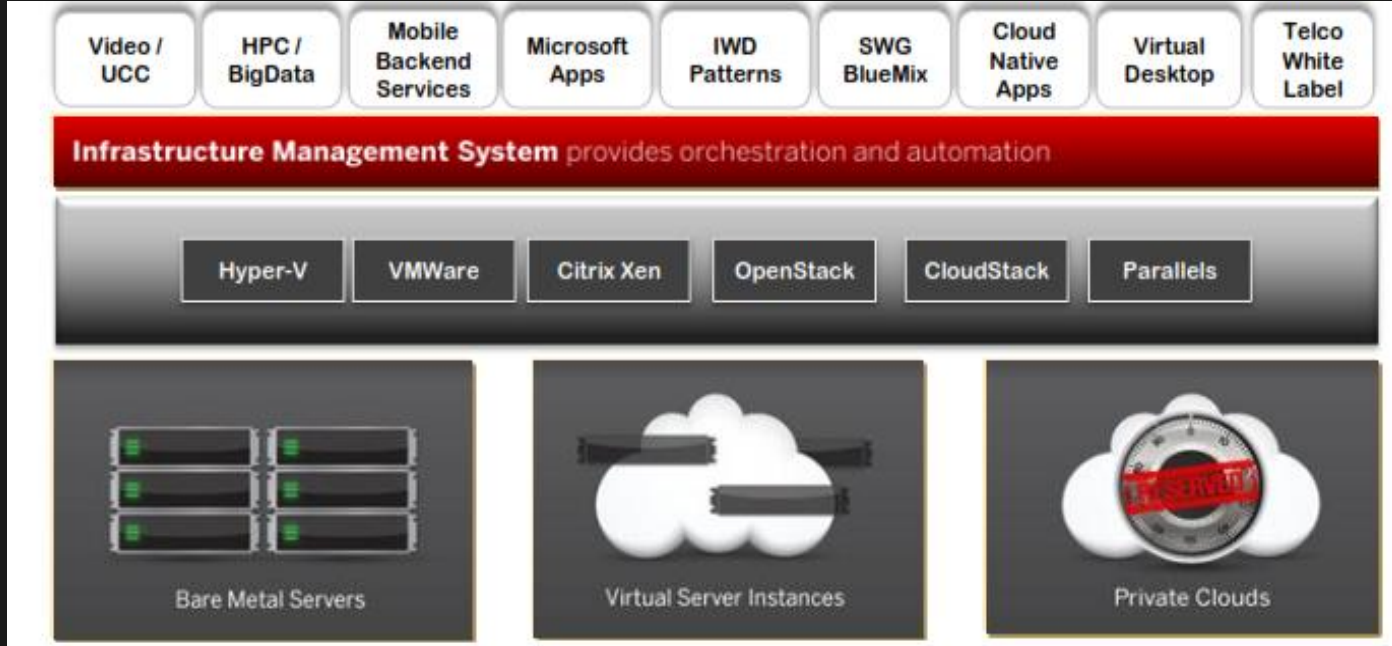 Video /
UCC
HPC /
BigData
Mobile
Backend
Services
Microsoft
Apps
IWD
Patterns
SWG
BlueMix
Cloud
Native
Apps
Virtual
Desktop
Telco
White
Label
Infrastructure Management System provides orchestration and automation
Hyper-V
VMWare
Citrix Xen
OpenStack
CloudStack
Parallels
RESERVED
Bare Metal Servers
Virtual Server Instances
Private Clouds